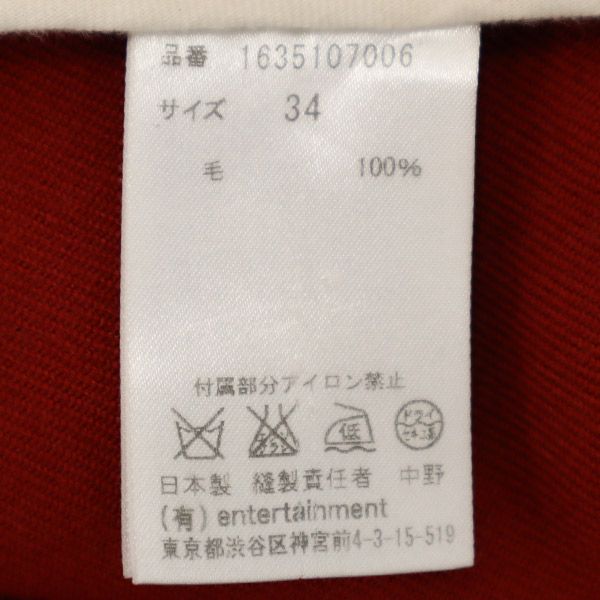 品番 1635107006
サイズ 34
毛 100%
付属部分アイロン禁止
低 ドライ
日本製 縫製責任者 中野
(有) entertainment
東京都渋谷区神宮前4-3-15-519